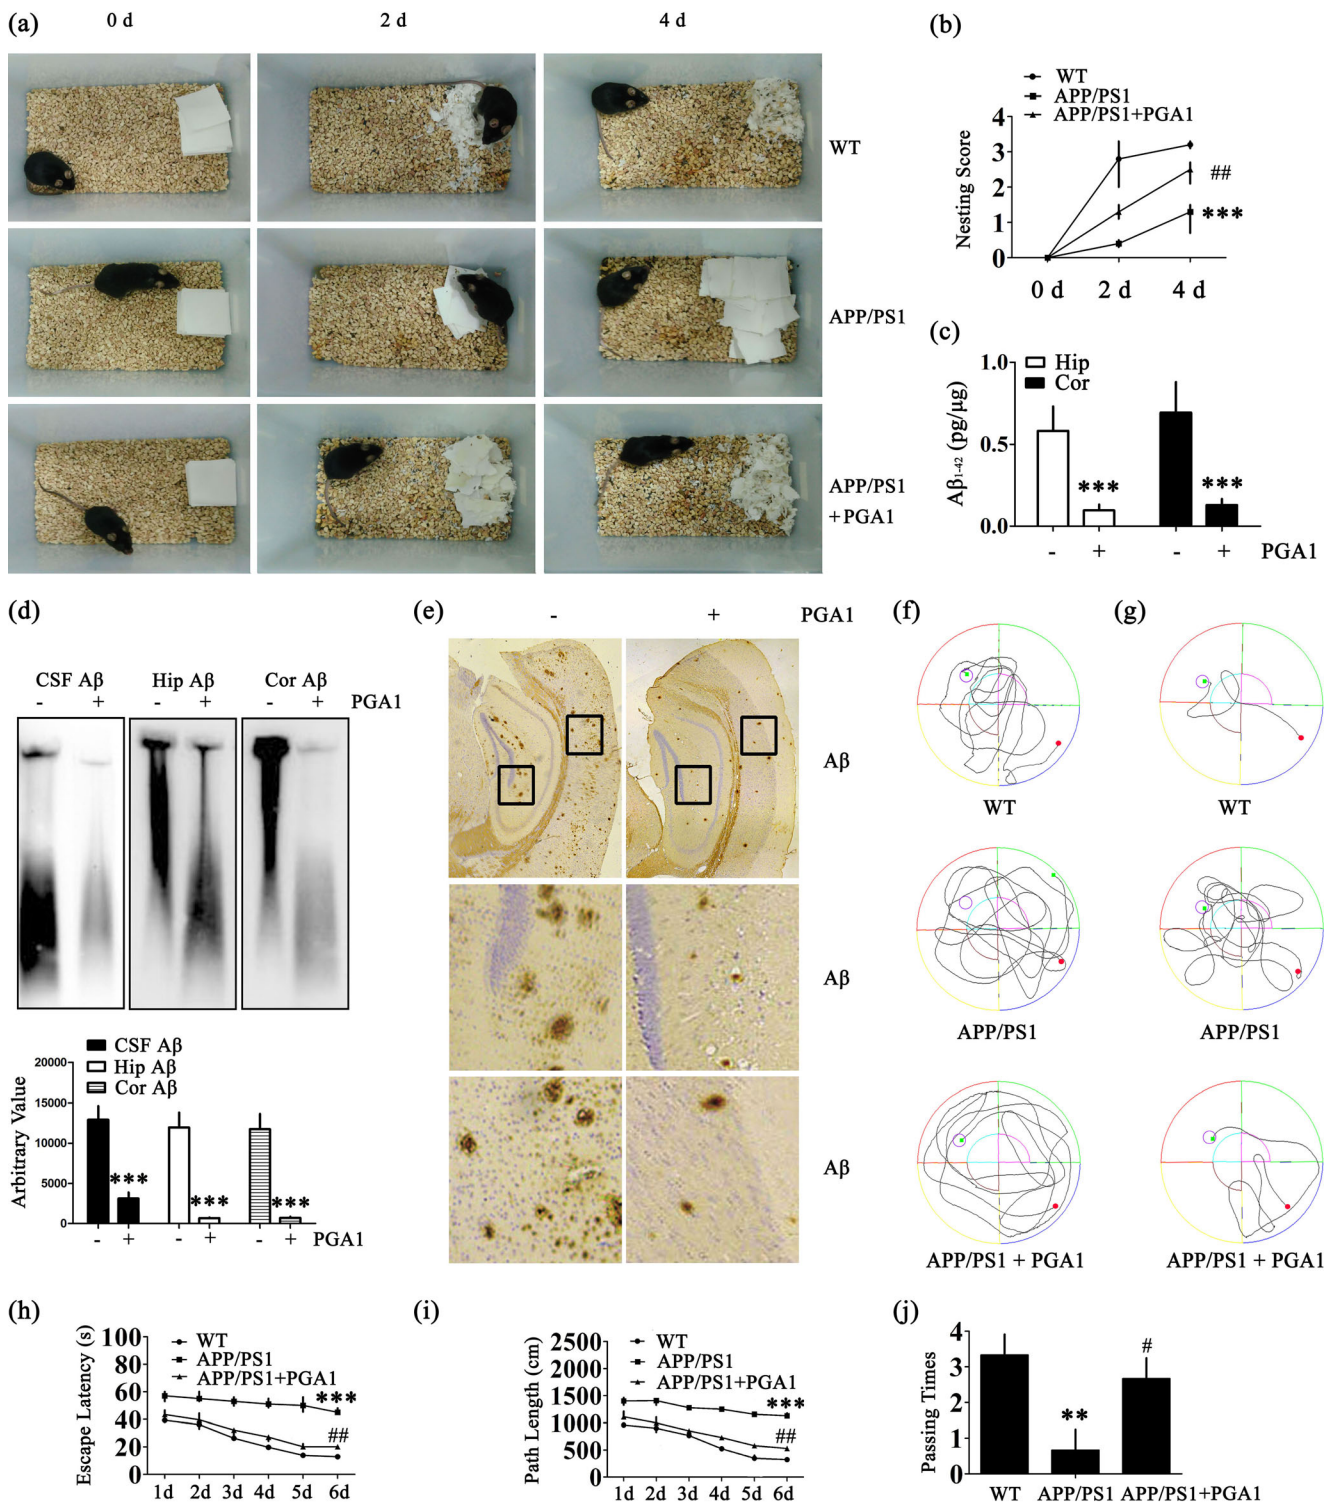 (a)
0 d
2 d
4 d
WT
APP/PS1
APP/PS1
+ PGA1
(b)
WT
APP/PS1
APP/PS1+PGA1
Nesting Score
4
3
2
1
0
##
***
0 d
2 d
4 d
(c)
Hip
Cor
Aβ1-42 (pg/μg)
1.0
0.5
0.0
***
***
- + - + PGA1
(d)
CSF Aβ Hip Aβ Cor Aβ
- + - + - + PGA1
CSF Aβ
Hip Aβ
Cor Aβ
Arbitrary Value
20000
15000
10000
5000
0
***
***
***
- + - + - + PGA1
(e)
- + PGA1
Aβ
Aβ
Aβ
(f)
WT
APP/PS1
APP/PS1 + PGA1
(g)
WT
APP/PS1
APP/PS1 + PGA1
(h)
WT
APP/PS1
APP/PS1+PGA1
Escape Latency (s)
100
80
60
40
20
0
***
##
1d 2d 3d 4d 5d 6d
(i)
WT
APP/PS1
APP/PS1+PGA1
Path Length (cm)
2500
2000
1500
1000
500
0
***
##
1d 2d 3d 4d 5d 6d
(j)
Passing Times
4
3
2
1
0
**
#
WT APP/PS1 APP/PS1+PGA1